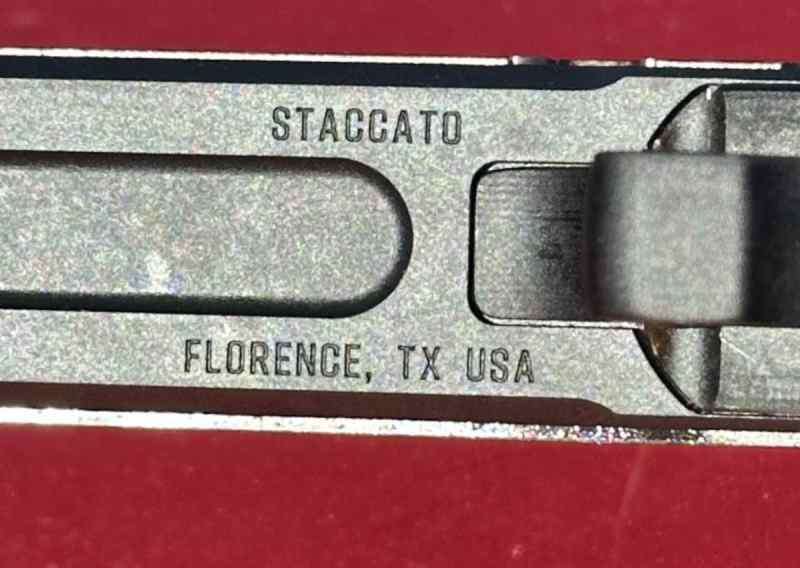 STACCATO
FLORENCE, TX USA